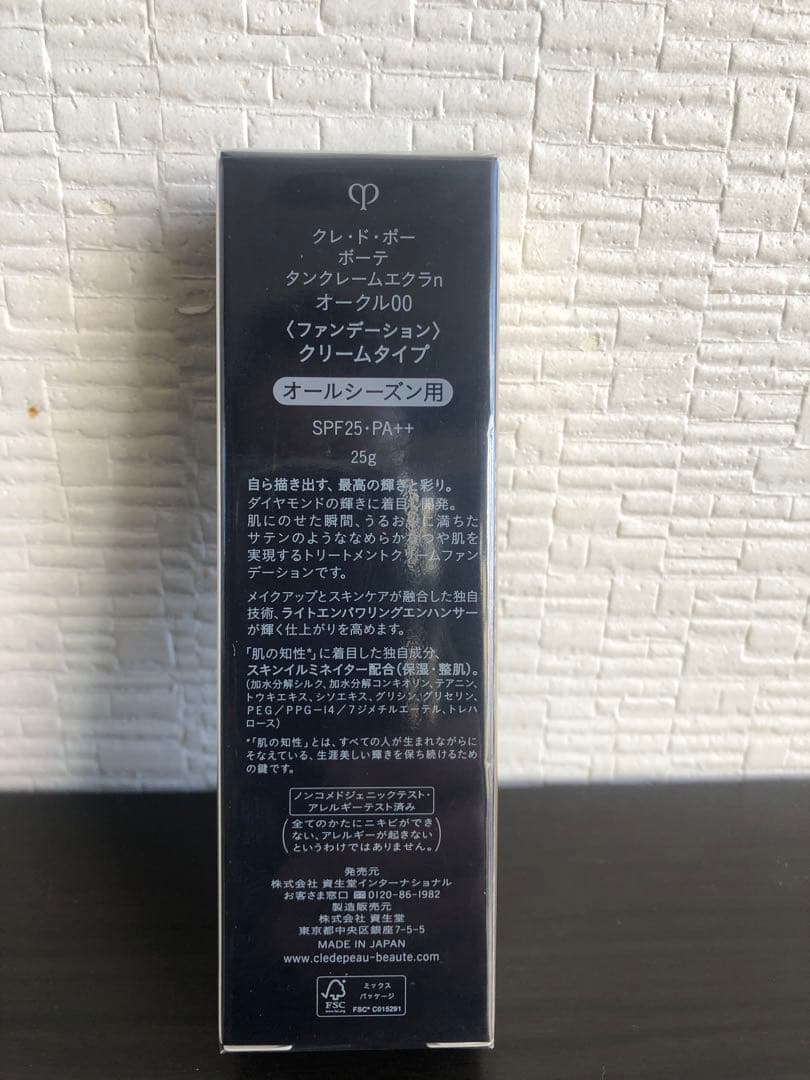 クレ・ド・ポー
ボーテ
タンクレームエクラn
オークル00
〈ファンデーション〉
クリームタイプ
オールシーズン用
SPF25・PA++
25g
自ら描き出す、最高の輝きと彩り。
ダイヤモンドの輝きに着目し開発。
肌にのせた瞬間、うるおいに満ちた
サテンのようななめらかなつや肌を
実現するトリートメントクリームファン
デーションです。
メイクアップとスキンケアが融合した独自
技術、ライトエンパワリングエンハンサー
が輝く仕上がりを高めます。
「肌の知性*」に着目した独自成分、
スキンイルミネイター配合(保湿・整肌)。
(加水分解シルク、加水分解コンキオリン、テアニン、
トウキエキス、シソエキス、グリシン、グリセリン、
PEG/PPG-14/7ジメチルエーテル、トレハ
ロース)
*「肌の知性」とは、すべての人が生まれながらに
そなえている、生涯美しい輝きを保ち続けるため
の鍵です。
ノンコメドジェニックテスト・
アレルギーテスト済み
(全てのかたにニキビができ
ない、アレルギーが起きない
というわけではありません。)
発売元
株式会社 資生堂インターナショナル
お客さま窓口 0120-86-1982
製造販売元
株式会社 資生堂
東京都中央区銀座7-5-5
MADE IN JAPAN
www.cledepeau-beaute.com
FSC
www.fsc.org
ミックス
パッケージ
FSC® C015291